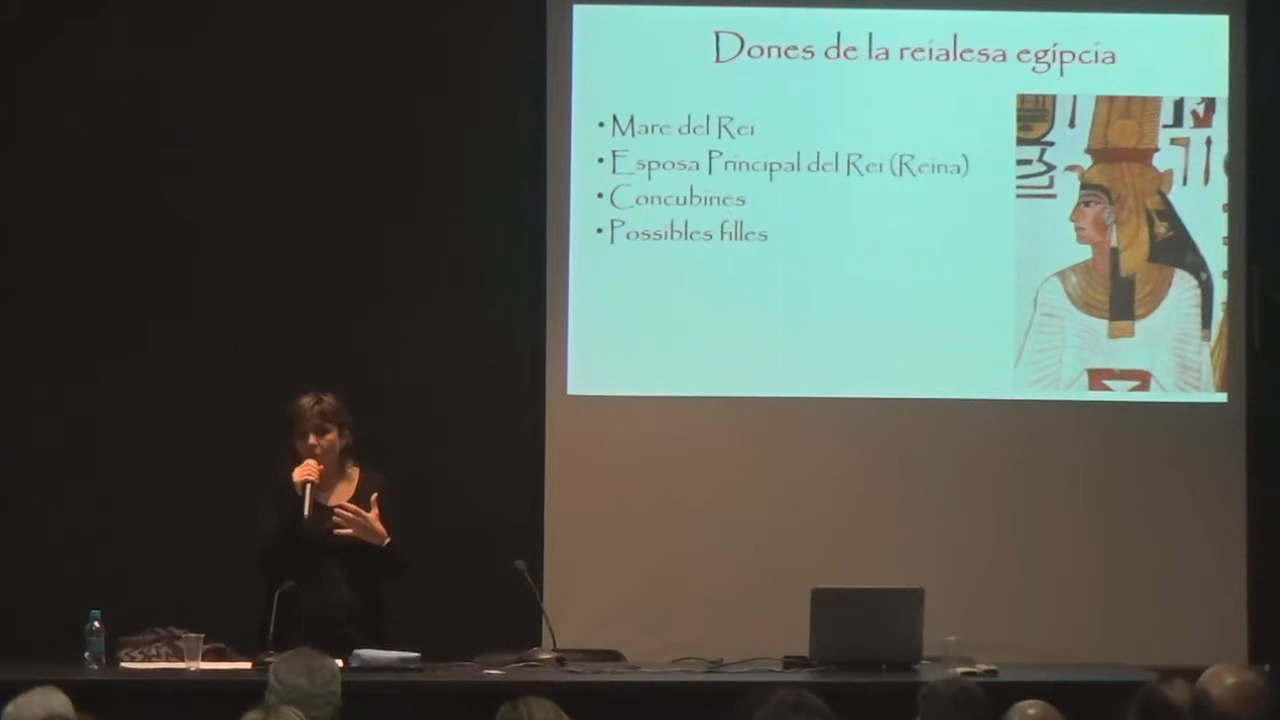 Dones de la reialesa egípcia
• Mare del Rei
• Esposa Principal del Rei (Reina)
• Concubines
• Possibles filles